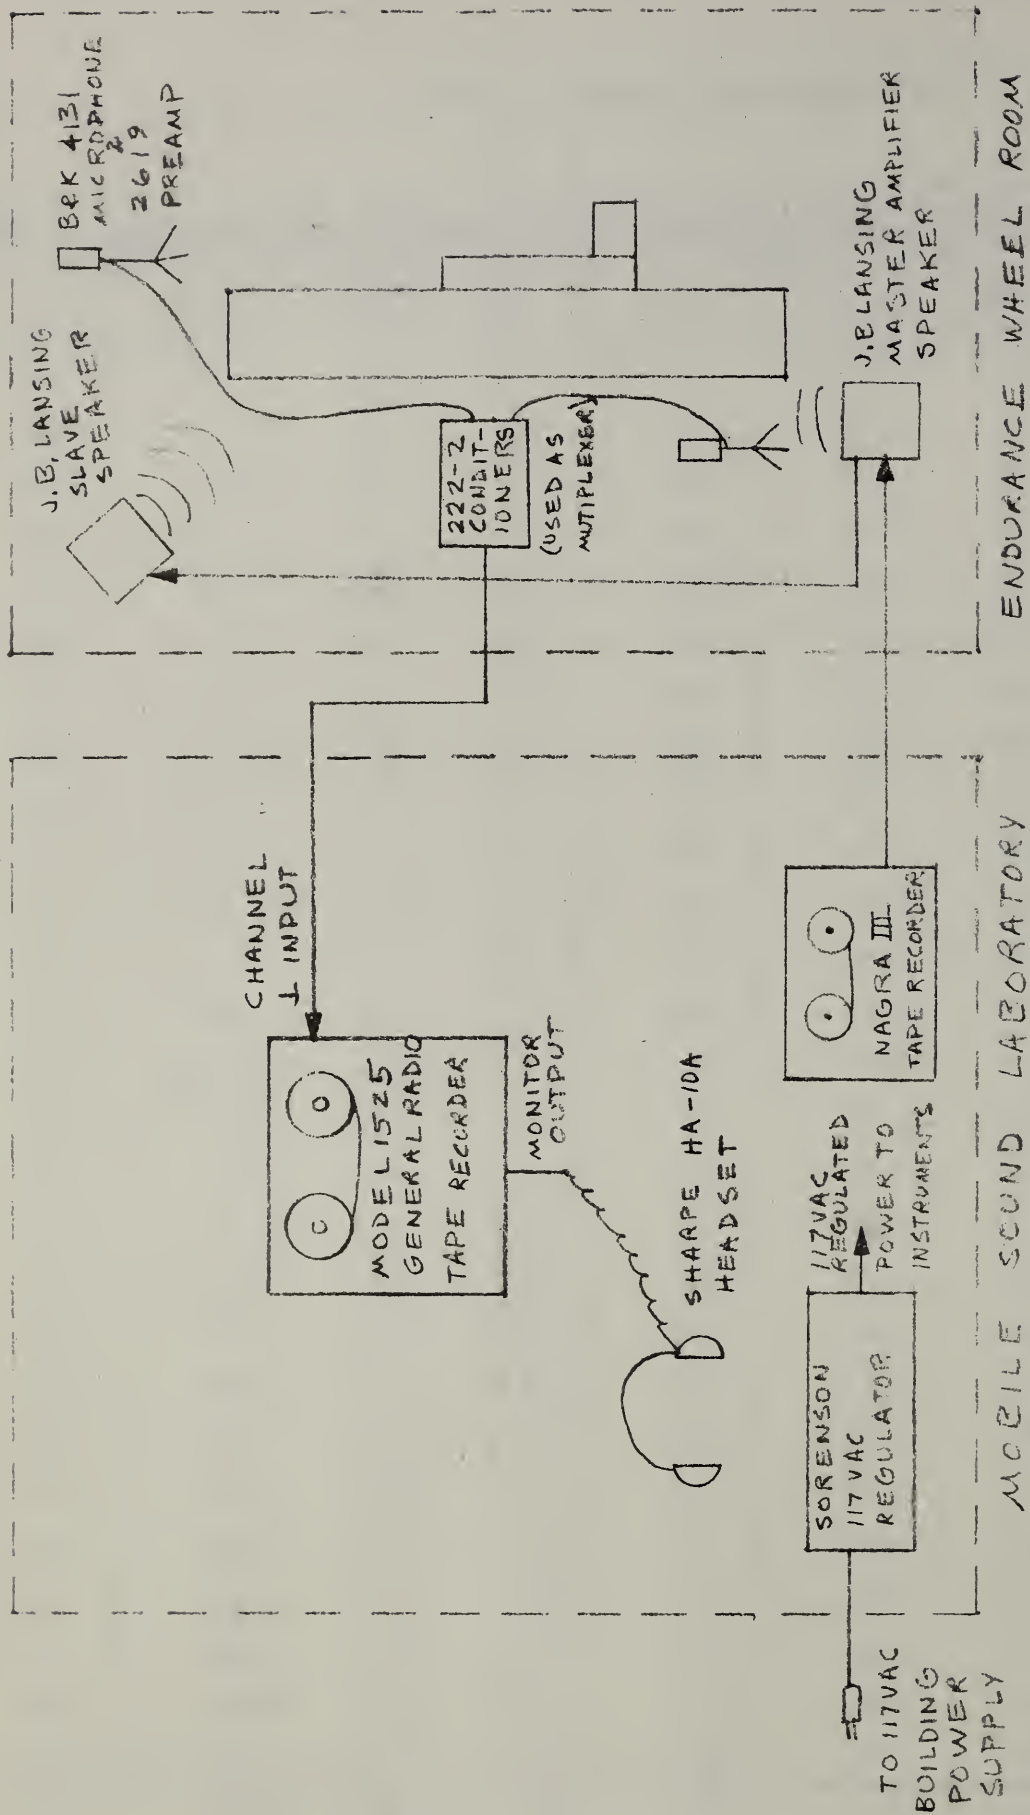 TO 117VAC
BUILDING
POWER
SUPPLY
SORENSON
117VAC
REGULATOR
117VAC
REGULATED
POWER TO
INSTRUMENTS
SHARPE HA-10A
HEADSET
MONITOR
OUTPUT
MODEL 1525
GENERAL RADIO
TAPE RECORDER
CHANNEL
1 INPUT
NAGRA III
TAPE RECORDER
MOBILE SOUND LABORATORY
J.B. LANSING
SLAVE
SPEAKER
B&K 4131
MICROPHONE
&
2619
PREAMP
222-2
CONDIT-
IONERS
(USED AS
MUTIPLEXER)
J.B LANSING
MASTER AMPLIFIER
SPEAKER
ENDURANCE WHEEL ROOM